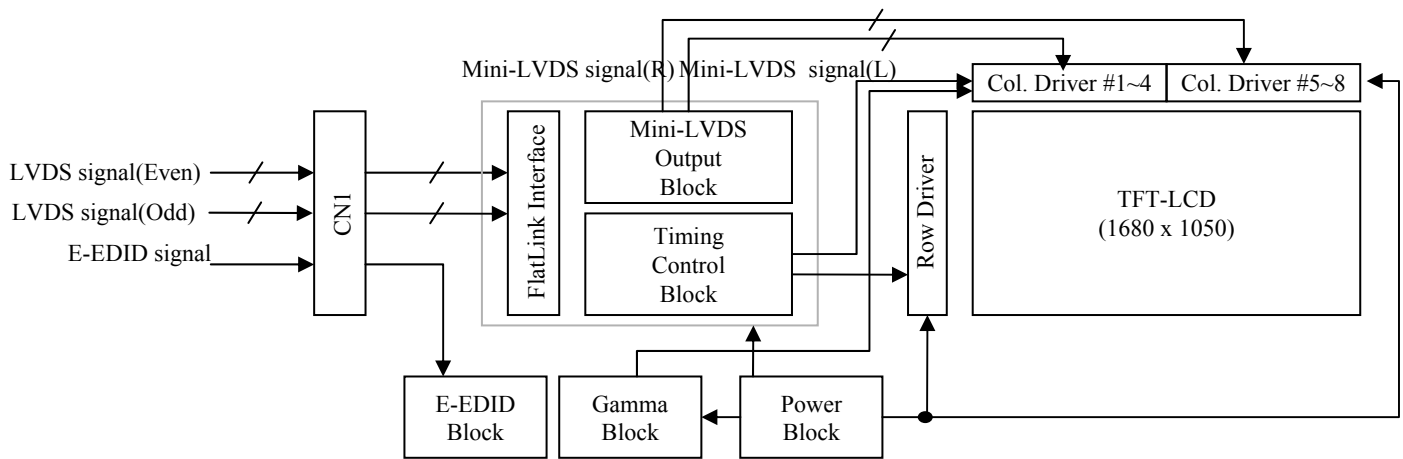 Mini-LVDS signal(R) Mini-LVDS signal(L)
Col. Driver #1~4
Col. Driver #5~8
LVDS signal(Even)
LVDS signal(Odd)
E-EDID signal
CN1
FlatLink Interface
Mini-LVDS
Output
Block
Timing
Control
Block
Row Driver
TFT-LCD
(1680 x 1050)
E-EDID
Block
Gamma
Block
Power
Block